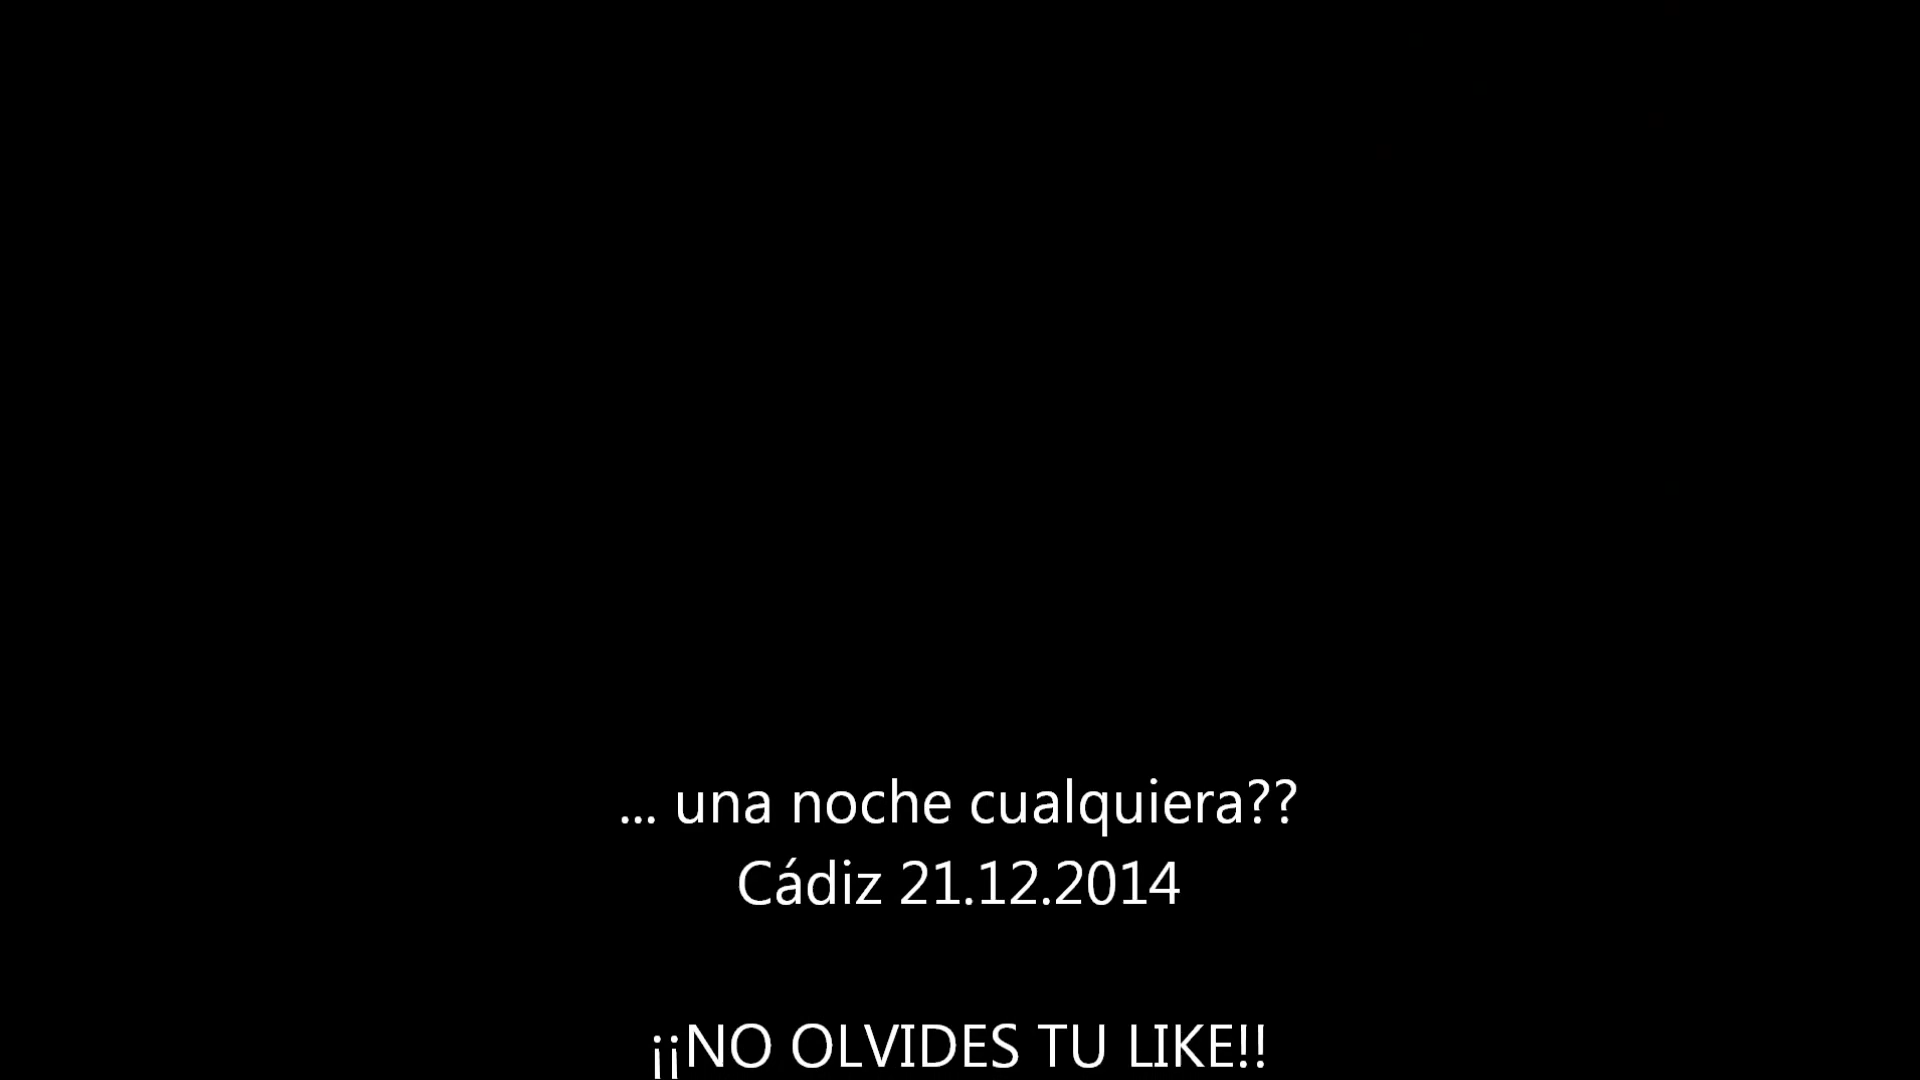 ... una noche cualquiera??
Cádiz 21.12.2014
¡¡NO OLVIDES TU LIKE!!